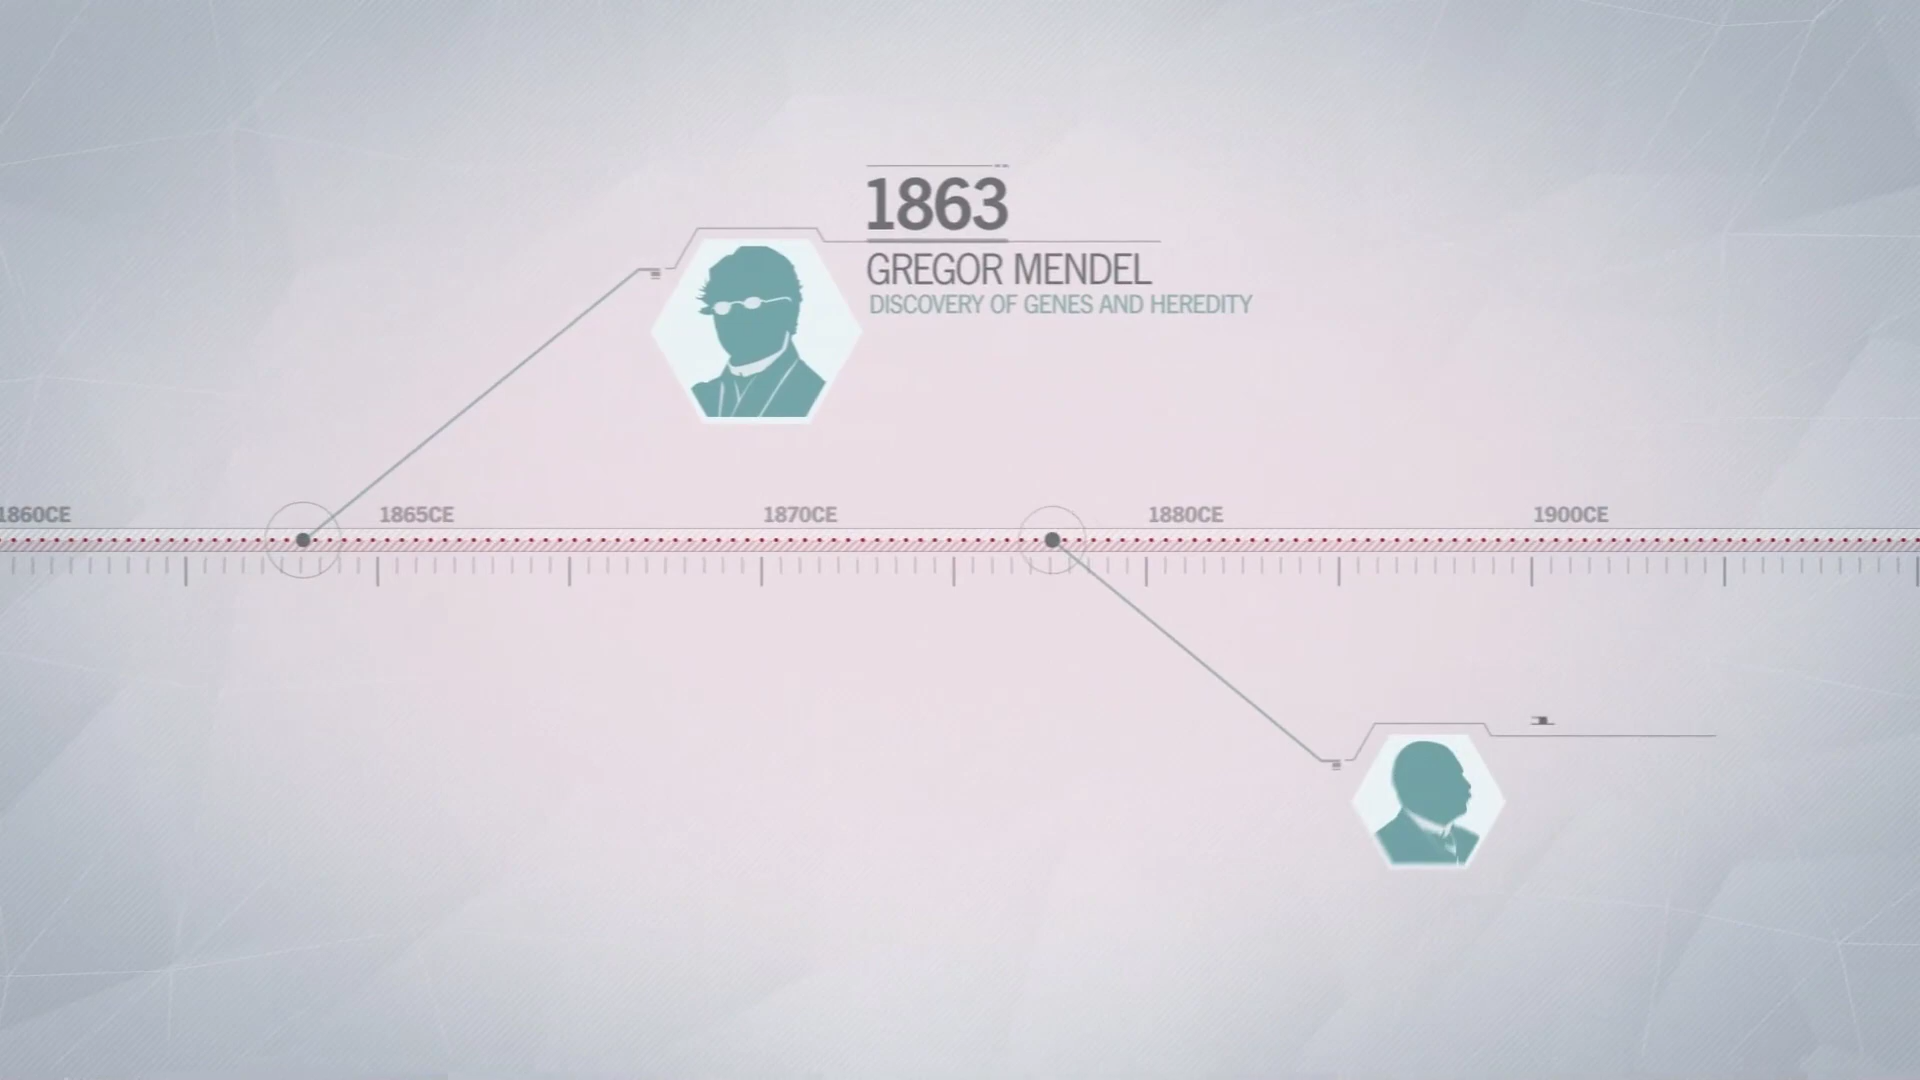 1863
GREGOR MENDEL
DISCOVERY OF GENES AND HEREDITY
1860CE
1865CE
1870CE
1880CE
1900CE